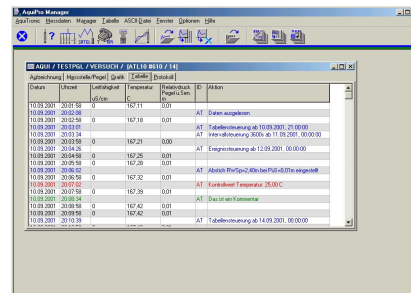 AquiPro Manager
AquiTronic Messdaten Manager Tabelle ASCII-Datei Fenster Optionen Hilfe
AQUI / TESTPGL / VERSUCH / [ATL10 #610 / 14]
Aufzeichnung Messstelle/Pegel Grafik Tabelle Protokoll
Datum Uhrzeit Leitfähigkeit Temperatur Relativdruck Pegel u.Sen. ID Aktion
uS/cm C m
10.09.2001 20:01:58 0 167,11 0,01
10.09.2001 20:02:08 AT Daten ausgelesen
10.09.2001 20:02:58 0 167,18 0,01
10.09.2001 20:03:01 AT Tabellensteuerung ab 10.09.2001, 21:00:00
10.09.2001 20:03:34 AT Intervallsteuerung 3600s ab 11.09.2001, 00:00:00
10.09.2001 20:03:58 0 167,21 0,00
10.09.2001 20:04:26 AT Ereignissteuerung ab 12.09.2001, 00:00:00
10.09.2001 20:04:58 0 167,25 0,01
10.09.2001 20:05:58 0 167,28 0,01
10.09.2001 20:06:02 AT Abstich RwSp=2,40m bei PuS=0,01m eingestellt
10.09.2001 20:06:58 0 167,32 0,01
10.09.2001 20:07:02 AT Kontrollwert Temperatur: 25,00 C
10.09.2001 20:07:58 0 167,39 0,01
10.09.2001 20:08:34 AT Das ist ein Kommentar
10.09.2001 20:08:58 0 167,42 0,01
10.09.2001 20:09:58 0 167,42 0,01
10.09.2001 20:10:39 AT Tabellensteuerung ab 14.09.2001, 00:00:00